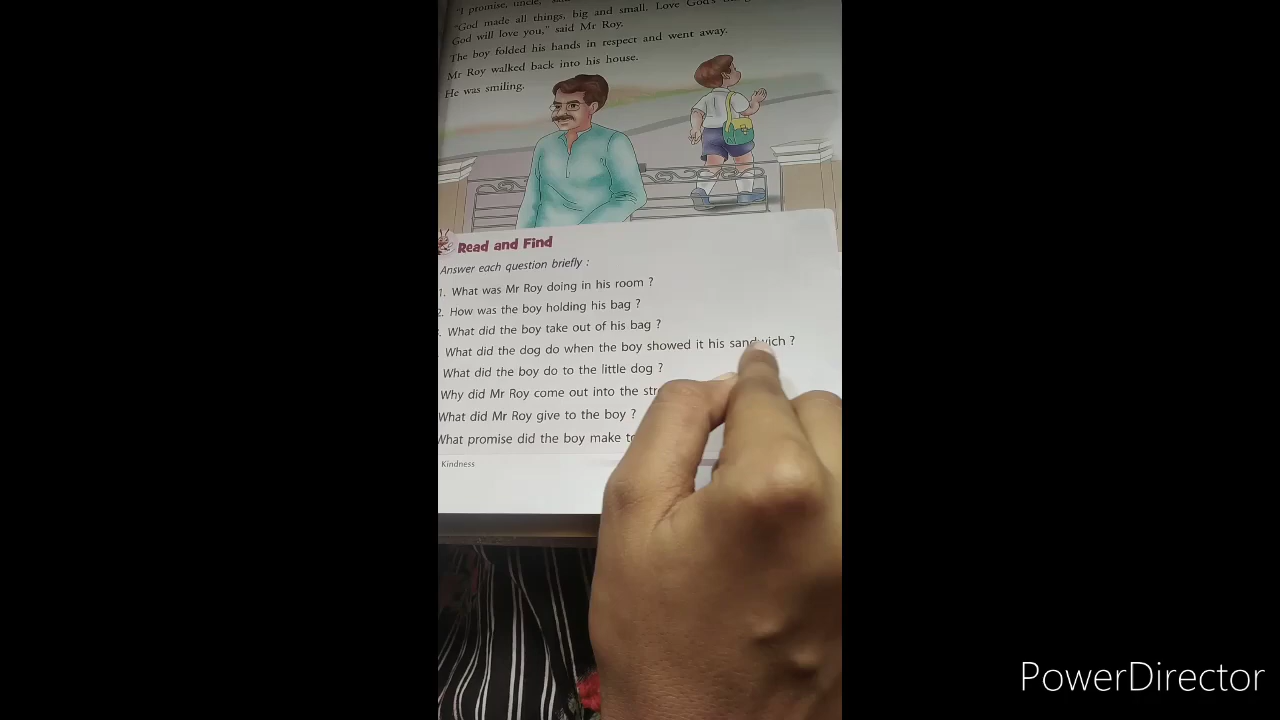 "I promise, uncle,"
"God made all things, big and small. Love God's
God will love you," said Mr Roy.
The boy folded his hands in respect and went away.
Mr Roy walked back into his house.
He was smiling.
Read and Find
Answer each question briefly :
1. What was Mr Roy doing in his room ?
2. How was the boy holding his bag ?
. What did the boy take out of his bag ?
What did the dog do when the boy showed it his sandwich ?
What did the boy do to the little dog ?
Why did Mr Roy come out into the
What did Mr Roy give to the boy ?
What promise did the boy make
Kindness
PowerDirector